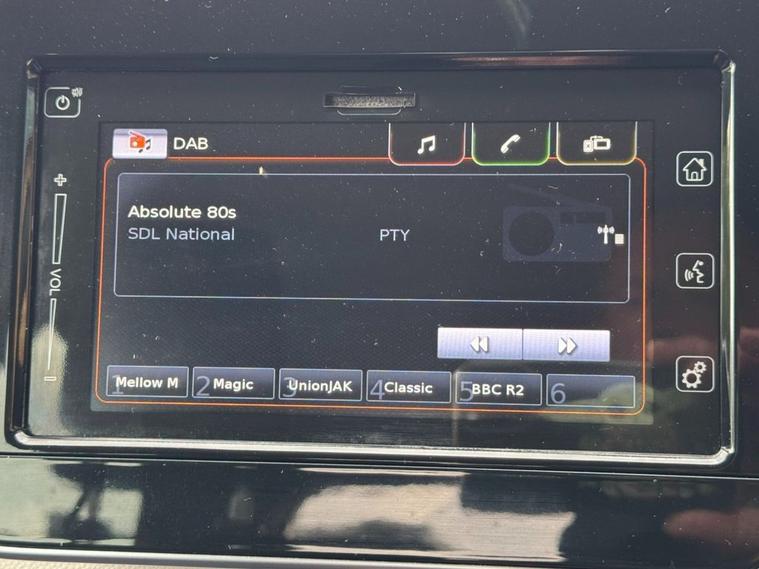 DAB
Absolute 80s
SDL National PTY
+
VOL
−
1 Mellow M 2 Magic 3 UnionJAK 4 Classic 5 BBC R2 6